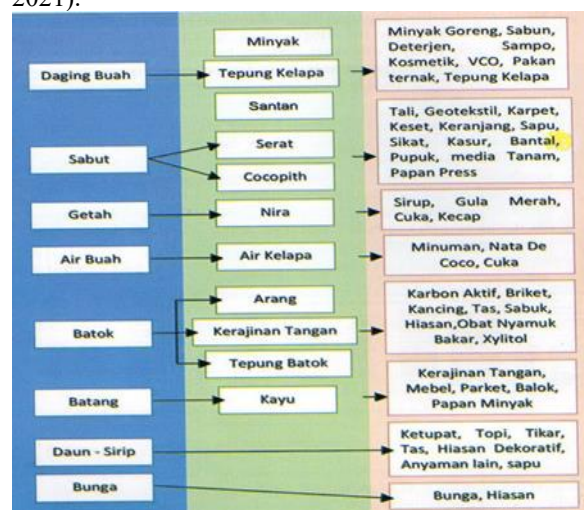 2021).
Daging Buah
Minyak
Tepung Kelapa
Santan
Minyak Goreng, Sabun,
Deterjen, Sampo,
Kosmetik, VCO, Pakan
ternak, Tepung Kelapa
Sabut
Serat
Cocopith
Tali, Geotekstil, Karpet,
Keset, Keranjang, Sapu,
Sikat, Kasur, Bantal,
Pupuk, media Tanam,
Papan Press
Getah
Nira
Sirup, Gula Merah,
Cuka, Kecap
Air Buah
Air Kelapa
Minuman, Nata De
Coco, Cuka
Batok
Arang
Kerajinan Tangan
Tepung Batok
Karbon Aktif, Briket,
Kancing, Tas, Sabuk,
Hiasan,Obat Nyamuk
Bakar, Xylitol
Batang
Kayu
Kerajinan Tangan,
Mebel, Parket, Balok,
Papan Minyak
Daun - Sirip
Ketupat, Topi, Tikar,
Tas, Hiasan Dekoratif,
Anyaman lain, sapu
Bunga
Bunga, Hiasan